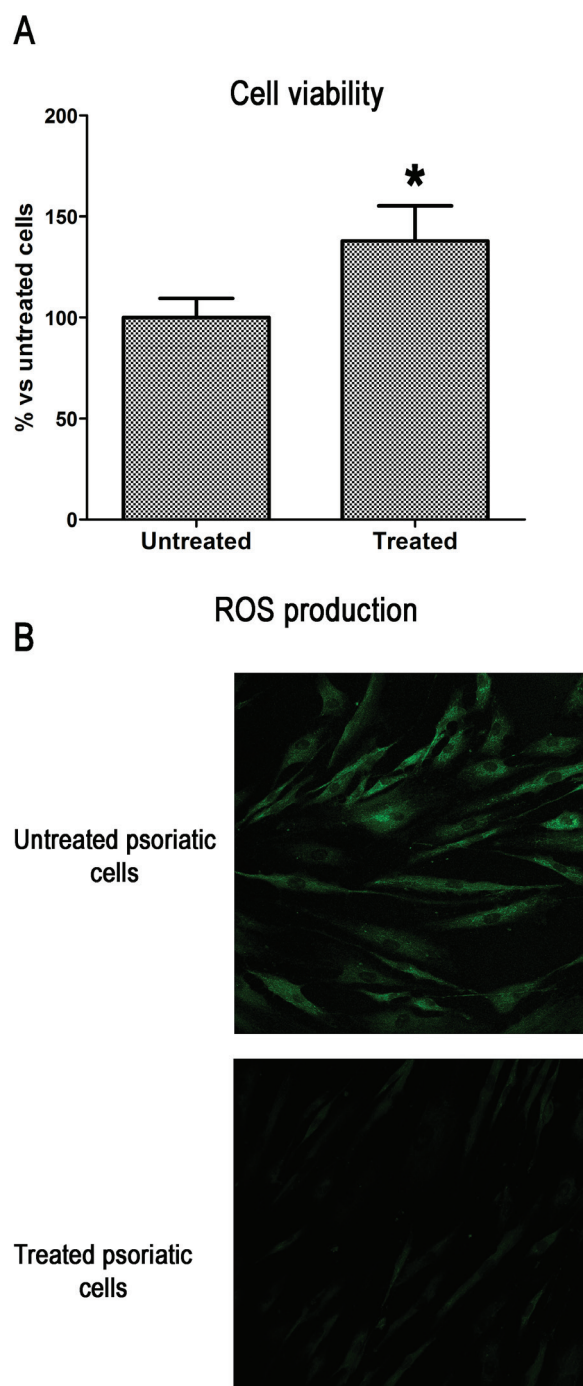 A
Cell viability
200
150
100
50
0
% vs untreated cells
*
Untreated
Treated
ROS production
B
Untreated psoriatic
cells
Treated psoriatic
cells